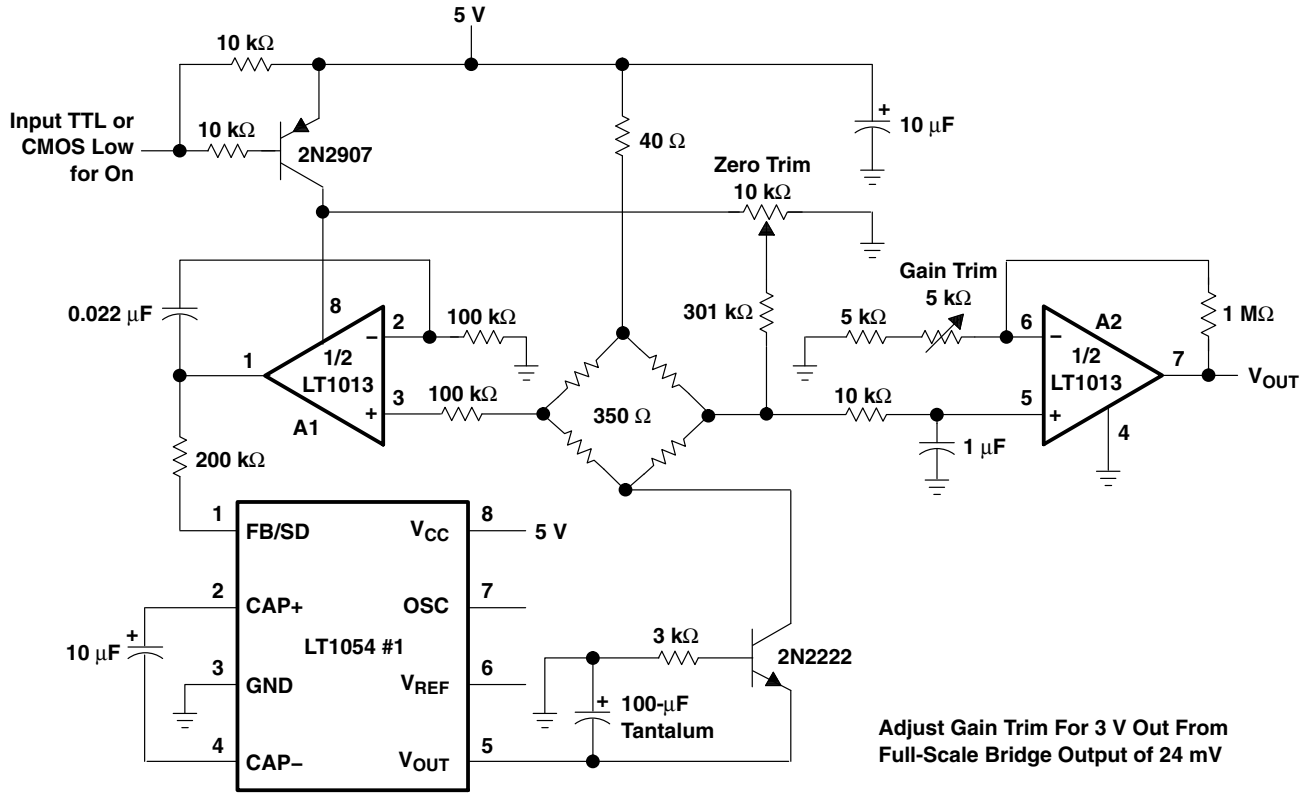 5 V
10 kΩ
Input TTL or
CMOS Low
for On
10 kΩ
2N2907
40 Ω
+
10 μF
Zero Trim
10 kΩ
0.022 μF
8
2
−
100 kΩ
1
1/2
LT1013
3
+
A1
100 kΩ
350 Ω
301 kΩ
Gain Trim
5 kΩ
5 kΩ
6
−
A2
1/2
LT1013
7
1 MΩ
VOUT
10 kΩ
5
+
4
1 μF
200 kΩ
1
FB/SD
VCC
8
5 V
2
CAP+
OSC
7
+
10 μF
LT1054 #1
3
GND
VREF
6
4
CAP−
VOUT
5
3 kΩ
2N2222
+
100-μF
Tantalum
Adjust Gain Trim For 3 V Out From
Full-Scale Bridge Output of 24 mV